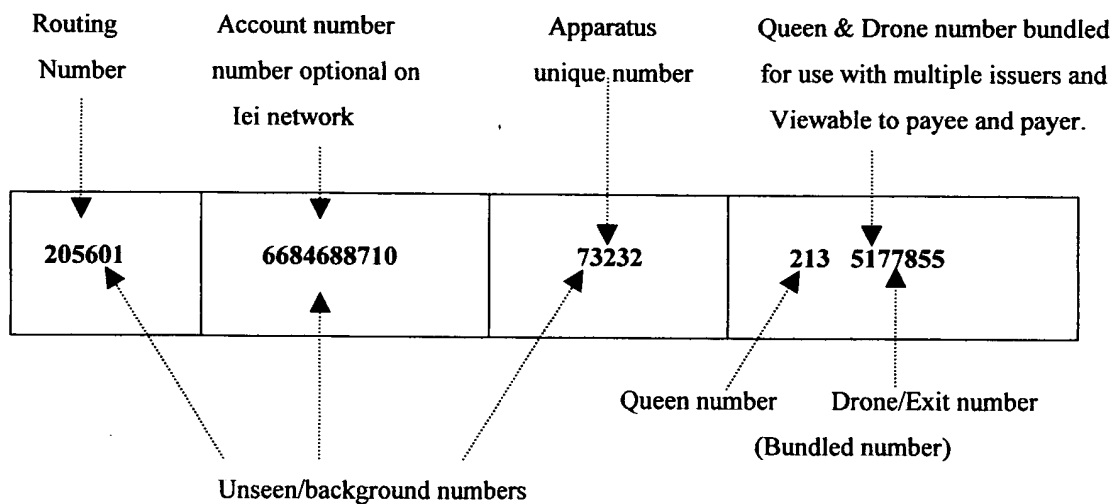 Routing
Number
Account number
number optional on
Iei network
Apparatus
unique number
Queen & Drone number bundled
for use with multiple issuers and
Viewable to payee and payer.
205601
6684688710
73232
213 5177855
Queen number
Drone/Exit number
(Bundled number)
Unseen/background numbers